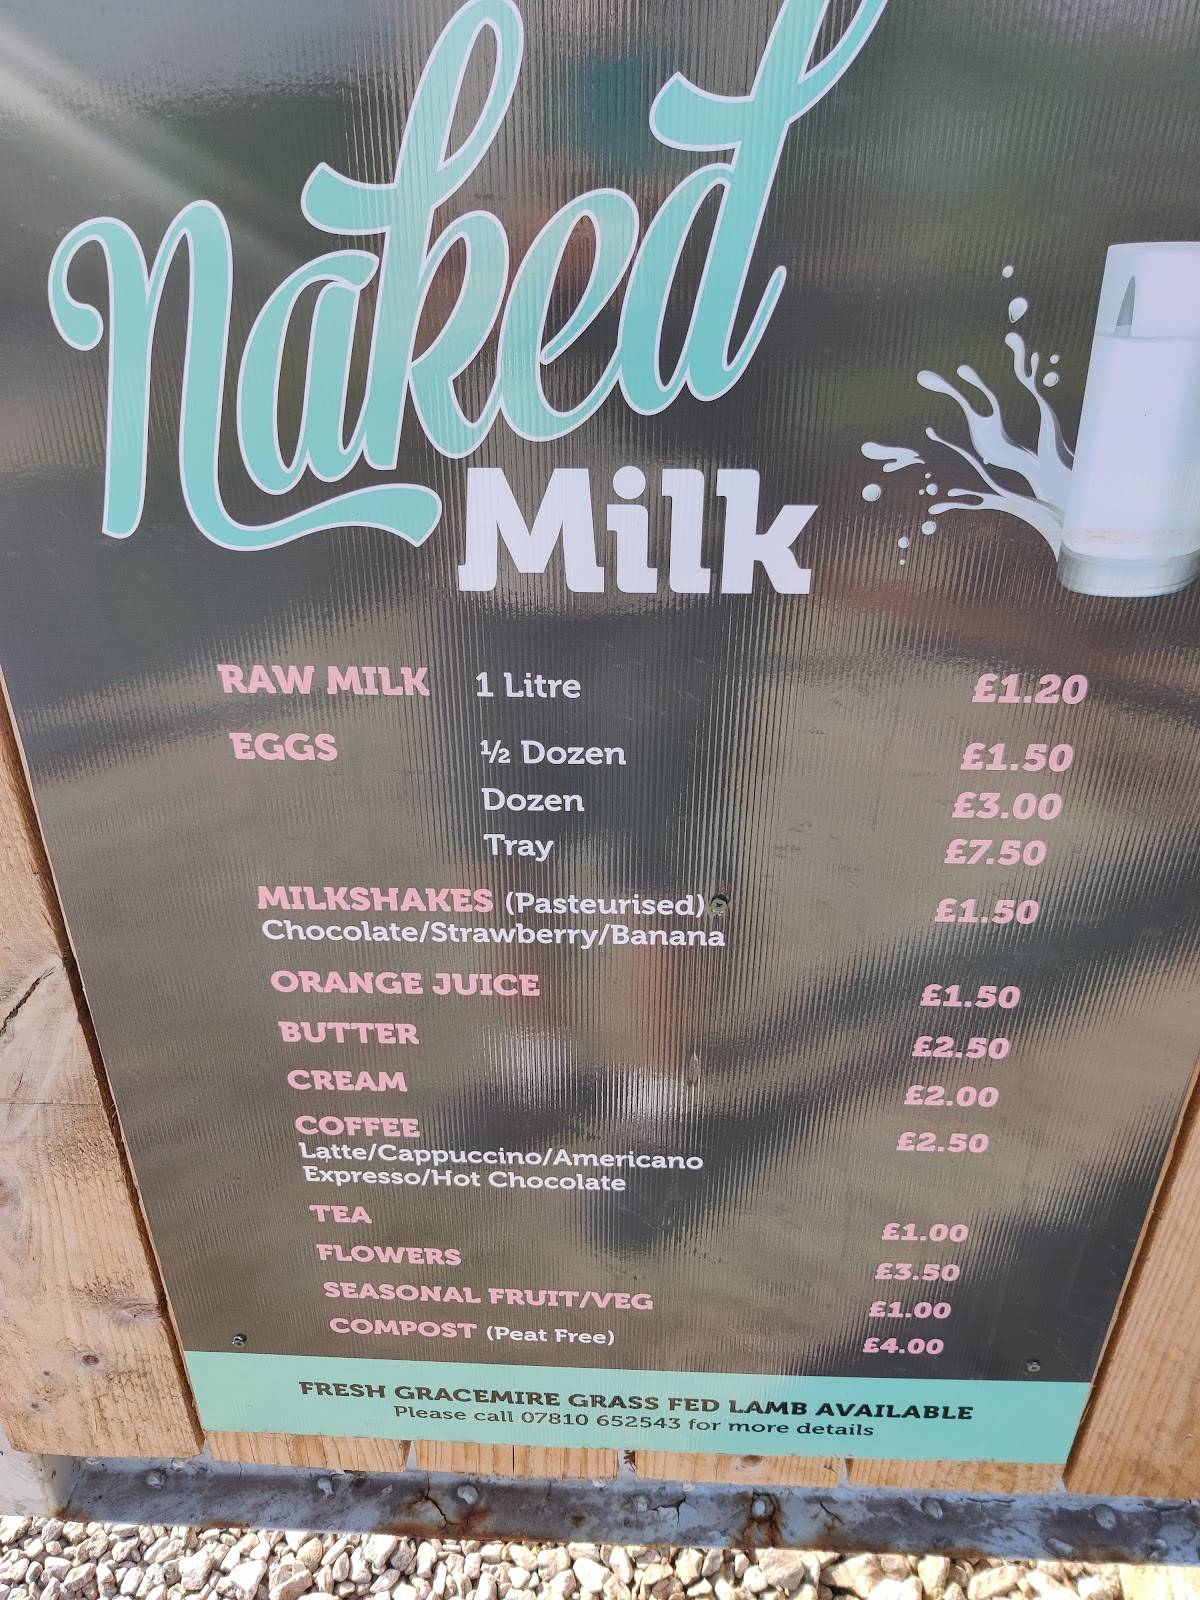 Naked
Milk
RAW MILK 1 Litre £1.20
EGGS ½ Dozen £1.50
Dozen £3.00
Tray £7.50
MILKSHAKES (Pasteurised) £1.50
Chocolate/Strawberry/Banana
ORANGE JUICE £1.50
BUTTER £2.50
CREAM £2.00
COFFEE £2.50
Latte/Cappuccino/Americano
Expresso/Hot Chocolate
TEA £1.00
FLOWERS £3.50
SEASONAL FRUIT/VEG £1.00
COMPOST (Peat Free) £4.00
FRESH GRACEMIRE GRASS FED LAMB AVAILABLE
Please call 07810 652543 for more details